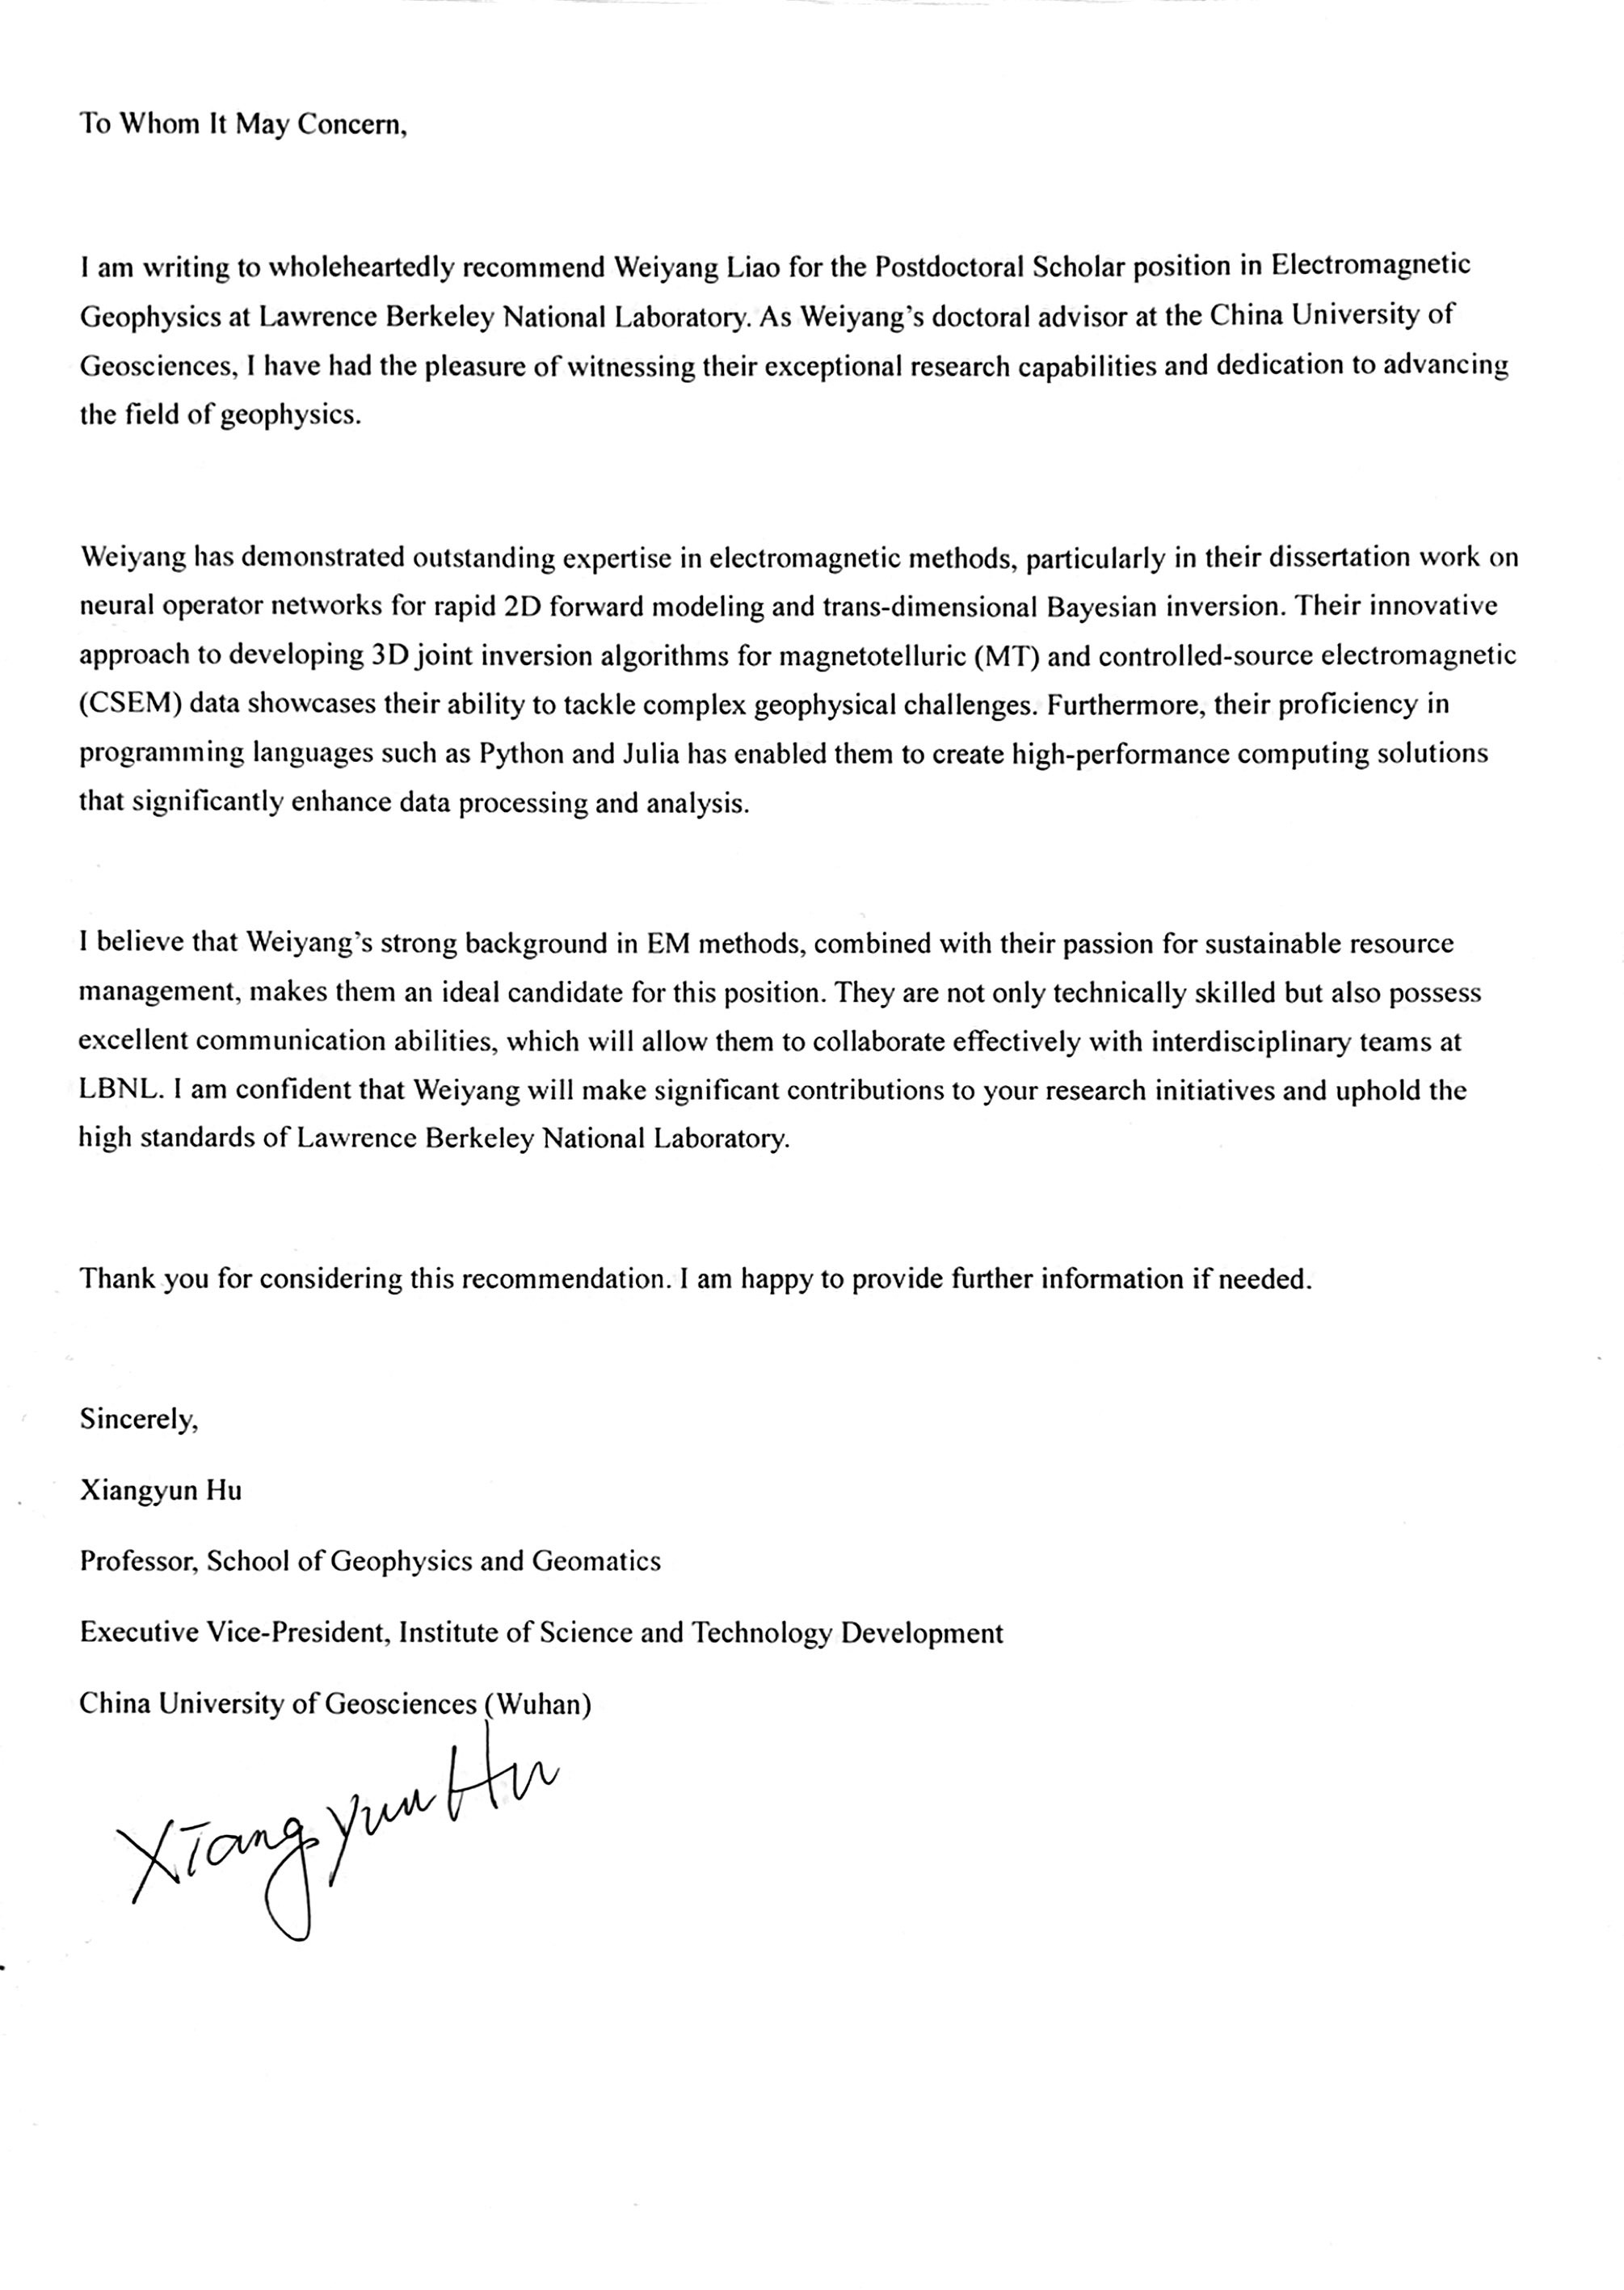 To Whom It May Concern,
I am writing to wholeheartedly recommend Weiyang Liao for the Postdoctoral Scholar position in Electromagnetic
Geophysics at Lawrence Berkeley National Laboratory. As Weiyang's doctoral advisor at the China University of
Geosciences, I have had the pleasure of witnessing their exceptional research capabilities and dedication to advancing
the field of geophysics.
Weiyang has demonstrated outstanding expertise in electromagnetic methods, particularly in their dissertation work on
neural operator networks for rapid 2D forward modeling and trans-dimensional Bayesian inversion. Their innovative
approach to developing 3D joint inversion algorithms for magnetotelluric (MT) and controlled-source electromagnetic
(CSEM) data showcases their ability to tackle complex geophysical challenges. Furthermore, their proficiency in
programming languages such as Python and Julia has enabled them to create high-performance computing solutions
that significantly enhance data processing and analysis.
I believe that Weiyang's strong background in EM methods, combined with their passion for sustainable resource
management, makes them an ideal candidate for this position. They are not only technically skilled but also possess
excellent communication abilities, which will allow them to collaborate effectively with interdisciplinary teams at
LBNL. I am confident that Weiyang will make significant contributions to your research initiatives and uphold the
high standards of Lawrence Berkeley National Laboratory.
Thank you for considering this recommendation. I am happy to provide further information if needed.
Sincerely,
Xiangyun Hu
Professor, School of Geophysics and Geomatics
Executive Vice-President, Institute of Science and Technology Development
China University of Geosciences (Wuhan)
Xiangyun Hu